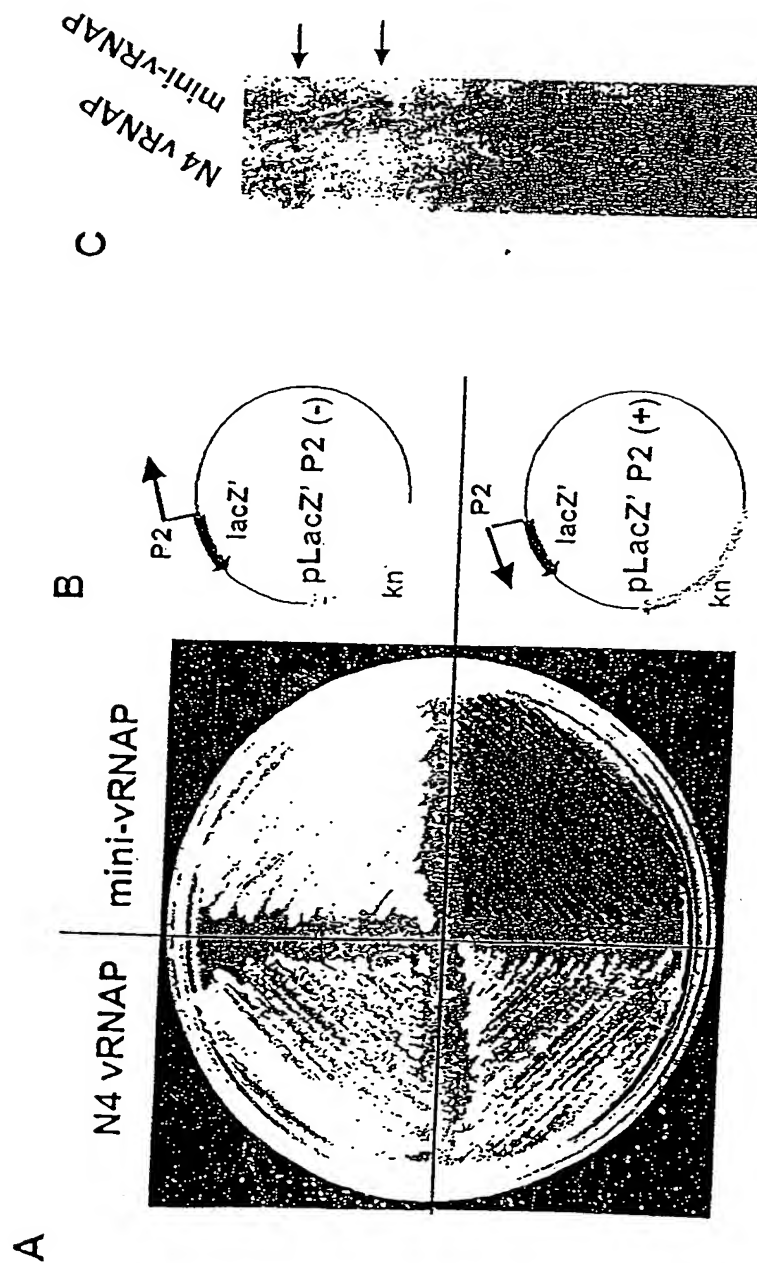 A
N4 vRNAP
mini-vRNAP
B
P2
lacZ'
pLacZ' P2 (-)
kn
P2
lacZ'
pLacZ' P2 (+)
kn
C
N4 vRNAP
mini-vRNAP